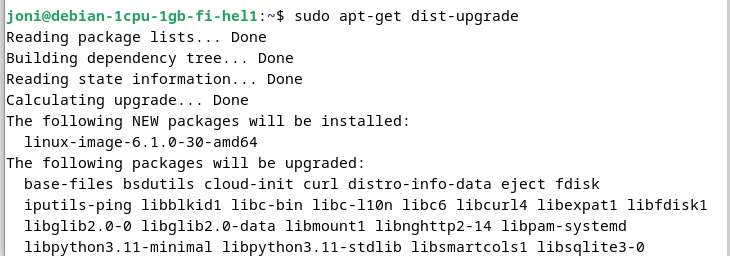 joni@debian-1cpu-1gb-fi-hel1:~$ sudo apt-get dist-upgrade
Reading package lists... Done
Building dependency tree... Done
Reading state information... Done
Calculating upgrade... Done
The following NEW packages will be installed:
  linux-image-6.1.0-30-amd64
The following packages will be upgraded:
  base-files bsdutils cloud-init curl distro-info-data eject fdisk
  iputils-ping libblkid1 libc-bin libc-l10n libc6 libcurl4 libexpat1 libfdisk1
  libglib2.0-0 libglib2.0-data libmount1 libnghttp2-14 libpam-systemd
  libpython3.11-minimal libpython3.11-stdlib libsmartcols1 libsqlite3-0